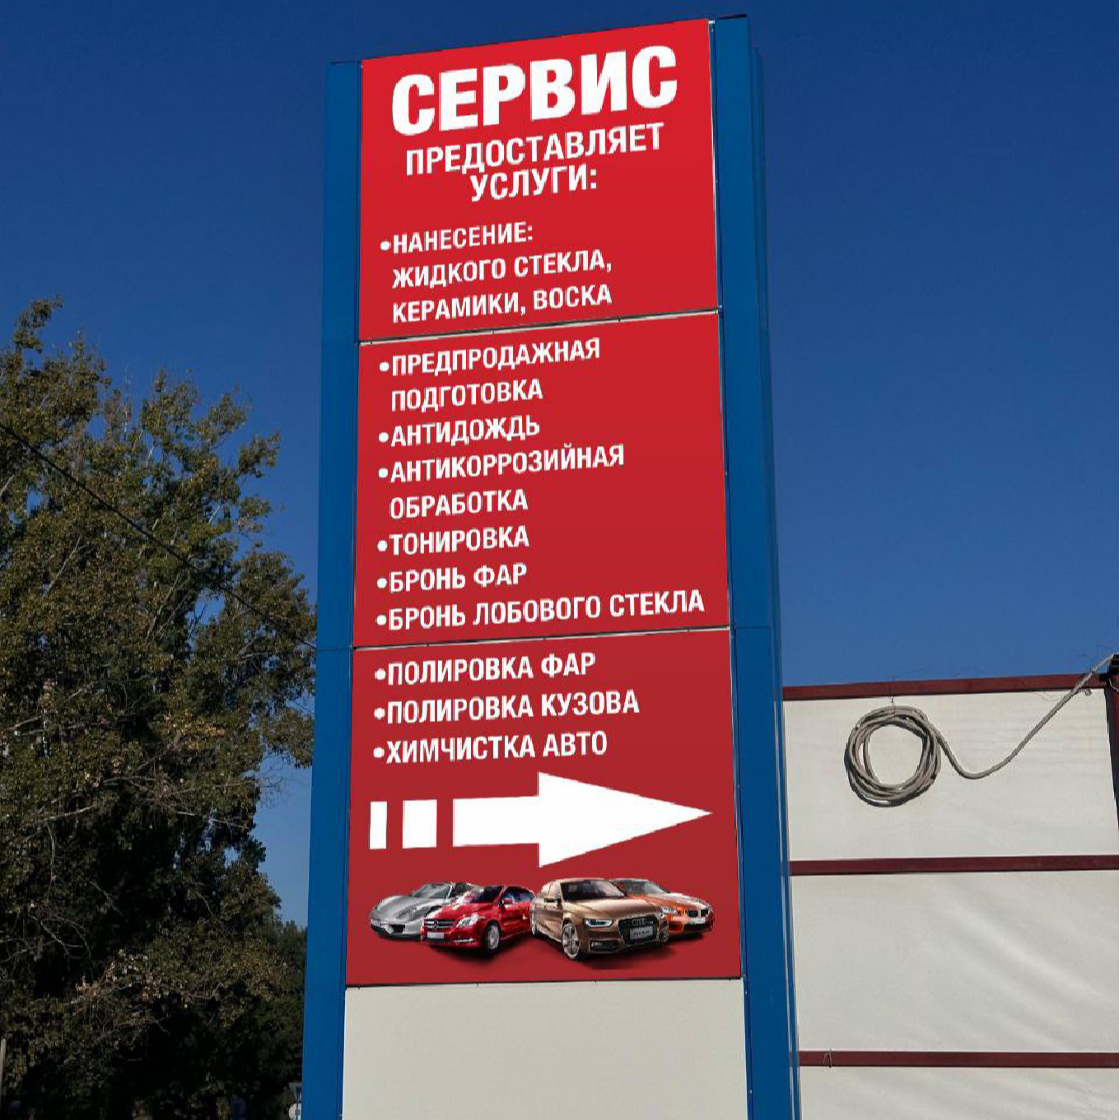 СЕРВИС
ПРЕДОСТАВЛЯЕТ
УСЛУГИ:
•НАНЕСЕНИЕ:
ЖИДКОГО СТЕКЛА,
КЕРАМИКИ, ВОСКА
•ПРЕДПРОДАЖНАЯ
ПОДГОТОВКА
•АНТИДОЖДЬ
•АНТИКОРРОЗИЙНАЯ
ОБРАБОТКА
•ТОНИРОВКА
•БРОНЬ ФАР
•БРОНЬ ЛОБОВОГО СТЕКЛА
•ПОЛИРОВКА ФАР
•ПОЛИРОВКА КУЗОВА
•ХИМЧИСТКА АВТО